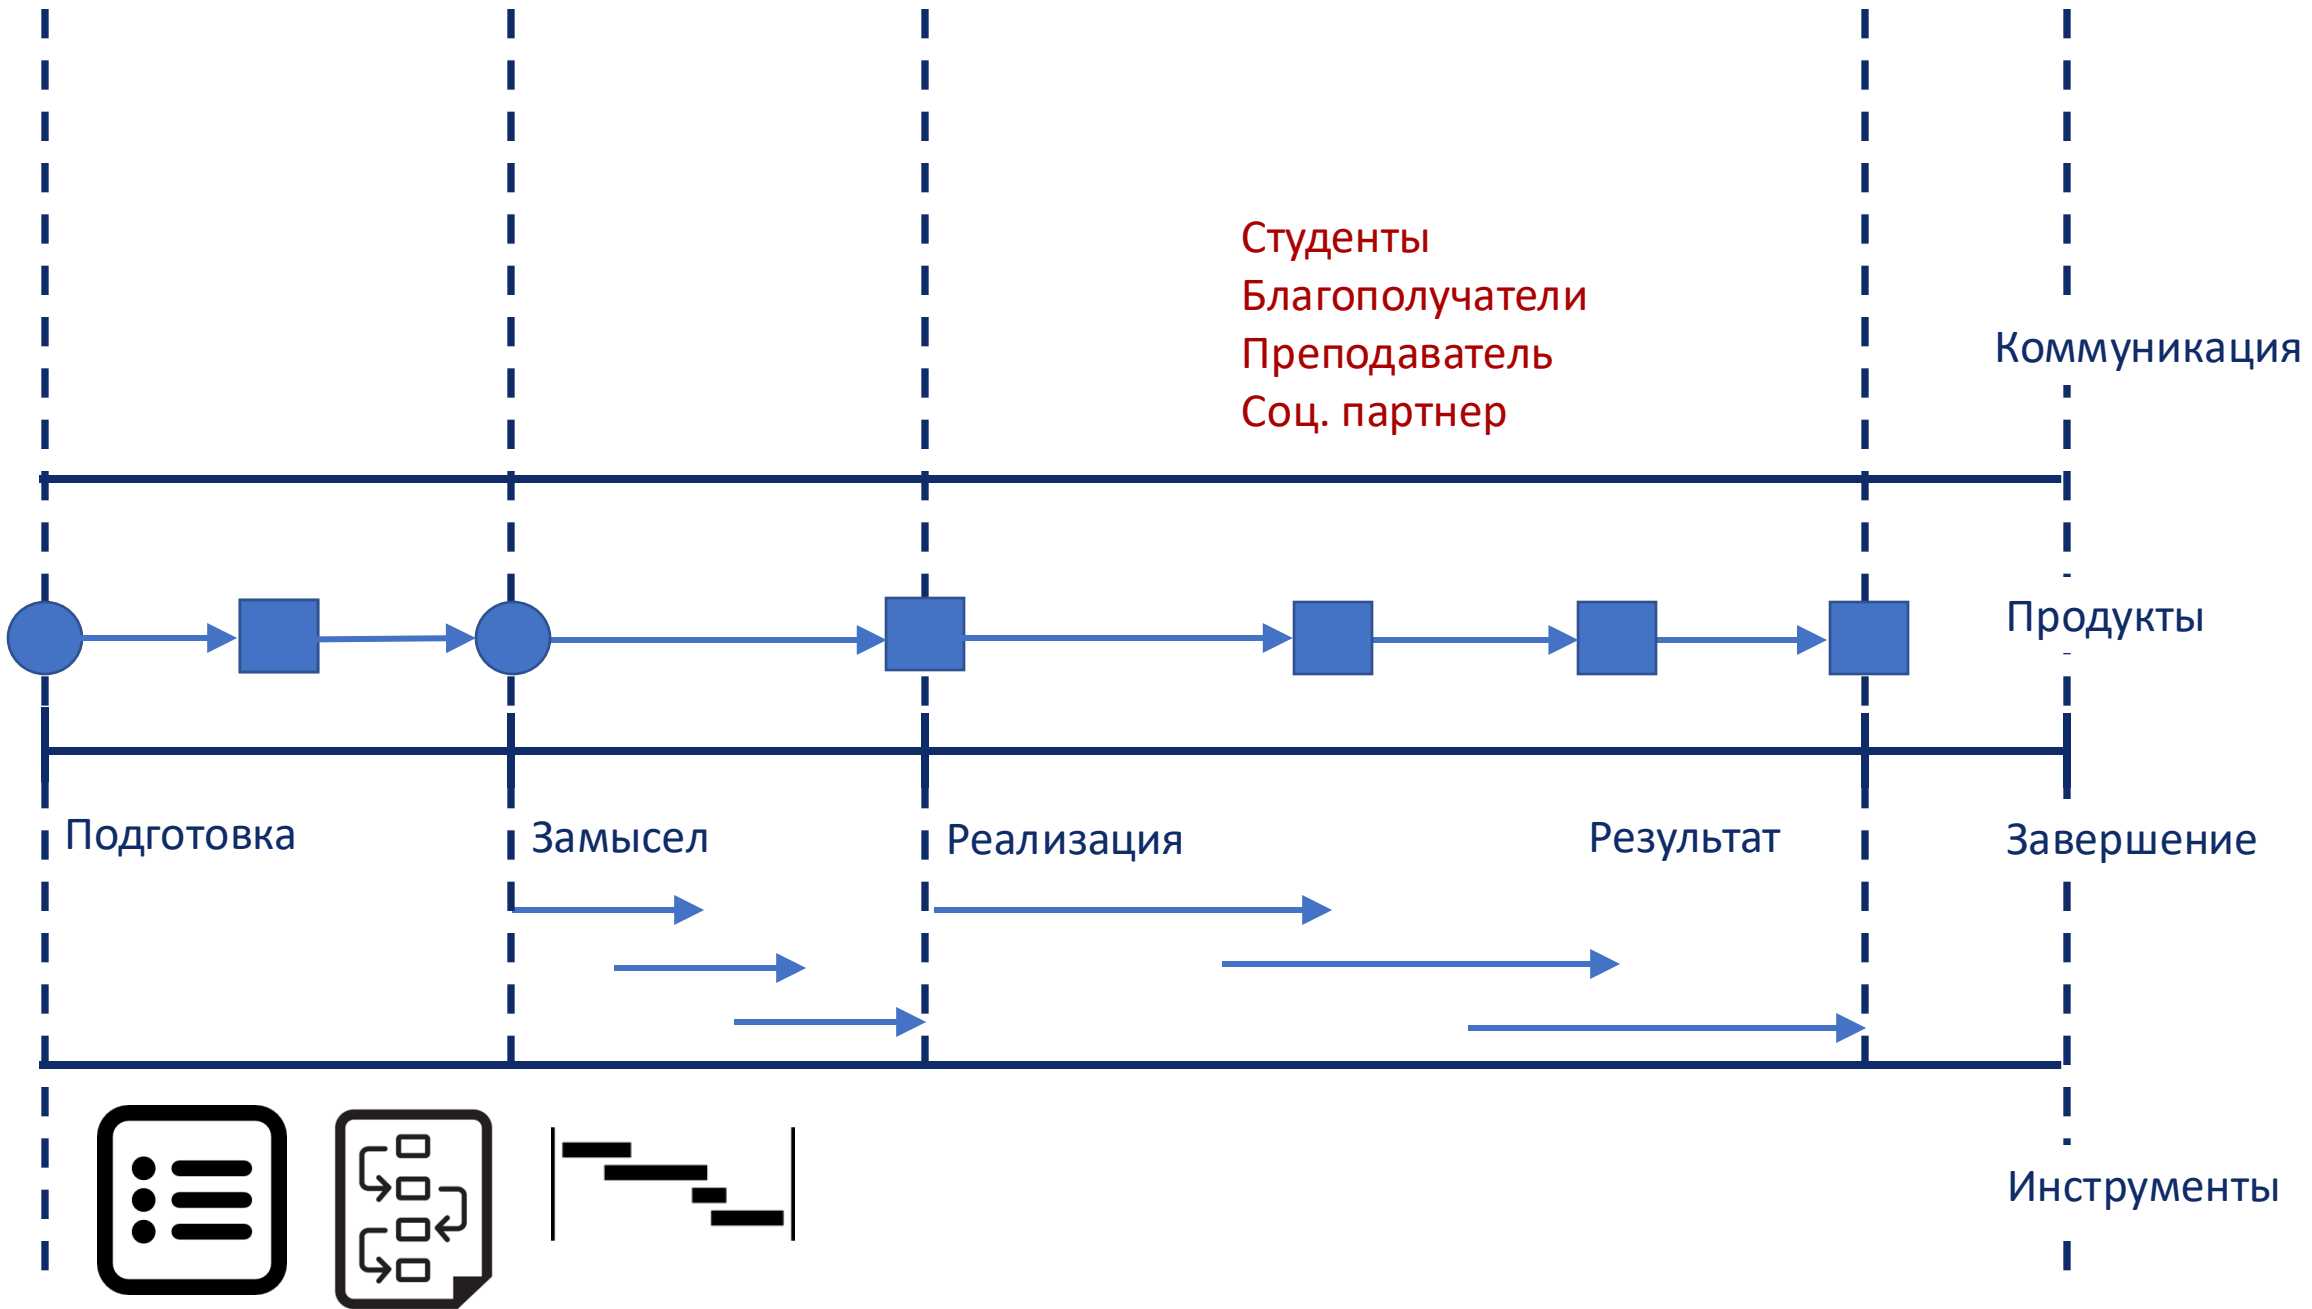 Студенты
Благополучатели
Преподаватель
Соц. партнер
Коммуникация
Продукты
Подготовка
Замысел
Реализация
Результат
Завершение
Инструменты